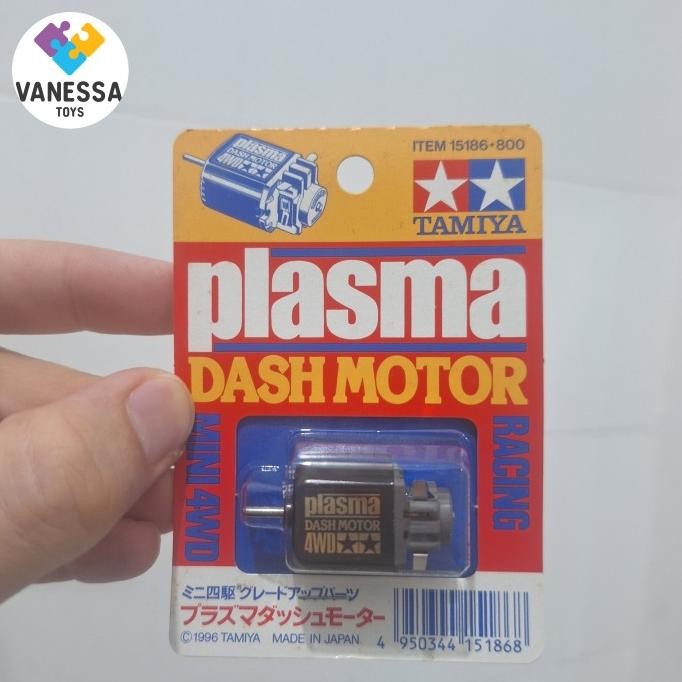 VANESSA
TOYS
ITEM 15186•800
plasma
DASH MOTOR
4WD
TAMIYA
plasma
DASH MOTOR
MINI 4WD
RACING
plasma
DASH MOTOR
4WD
ミニ四駆グレードアップパーツ
プラズマダッシュモーター
©1996 TAMIYA MADE IN JAPAN
4 950344 151868